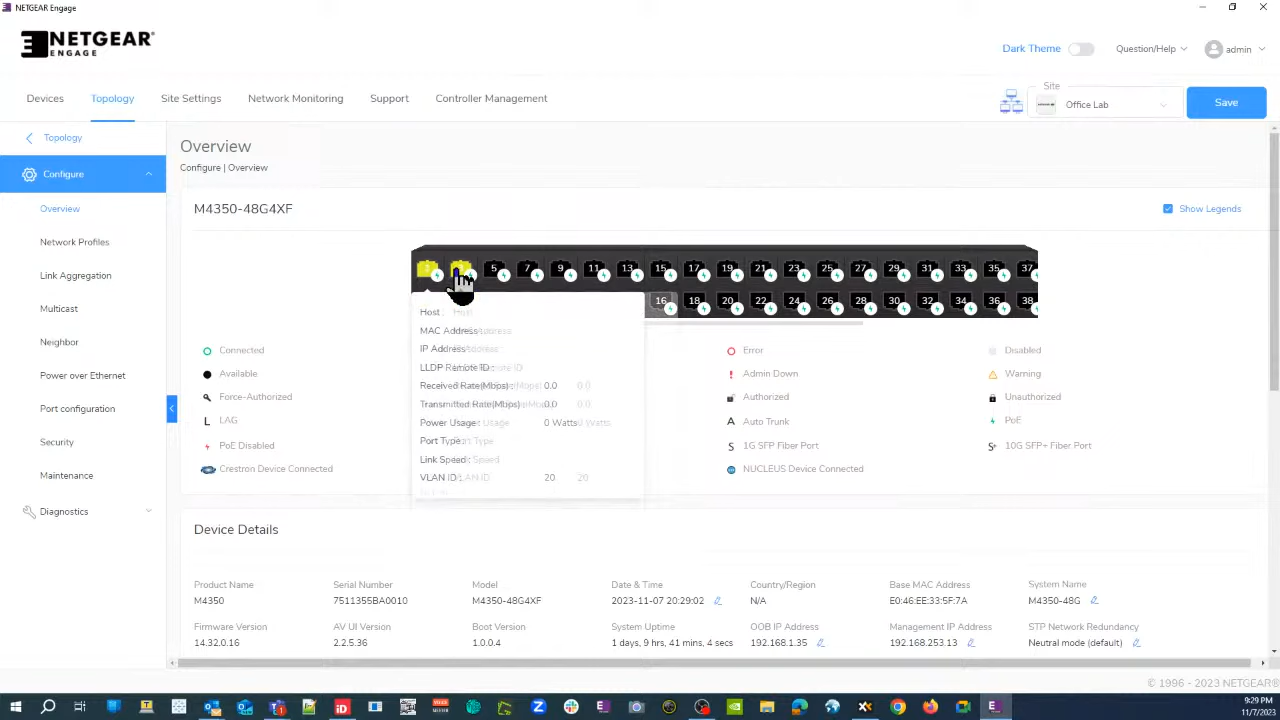 NETGEAR Engage
NETGEAR®
ENGAGE
Dark Theme
Question/Help
admin
Devices
Topology
Site Settings
Network Monitoring
Support
Controller Management
Site
Office Lab
Save
Topology
Configure
Overview
Network Profiles
Link Aggregation
Multicast
Neighbor
Power over Ethernet
Port configuration
Security
Maintenance
Diagnostics
Overview
Configure | Overview
M4350-48G4XF
Show Legends
1 5 7 9 11 13 15 17 19 21 23 25 27 29 31 33 35 37
16 18 20 22 24 26 28 30 32 34 36 38
Host :
MAC Address
IP Address
LLDP Remote ID :
Received Rate(Mbps) : 0.0 0.0
Transmitted Rate(Mbps) 0.0 0.0
Power Usage 0 Watts
Port Type :
Link Speed :
VLAN ID : 20 20
Connected
Available
Force-Authorized
L LAG
PoE Disabled
Crestron Device Connected
Error
! Admin Down
Authorized
A Auto Trunk
S 1G SFP Fiber Port
NUCLEUS Device Connected
Disabled
Warning
Unauthorized
PoE
S+ 10G SFP+ Fiber Port
Device Details
Product Name Serial Number Model Date & Time Country/Region Base MAC Address System Name
M4350 7511355BA0010 M4350-48G4XF 2023-11-07 20:29:02 N/A E0:46:EE:33:5F:7A M4350-48G
Firmware Version AV UI Version Boot Version System Uptime OOB IP Address Management IP Address STP Network Redundancy
14.32.0.16 2.2.5.36 1.0.0.4 1 days, 9 hrs, 41 mins, 4 secs 192.168.1.35 192.168.253.13 Neutral mode (default)
© 1996 - 2023 NETGEAR®
9:29 PM
11/7/2023